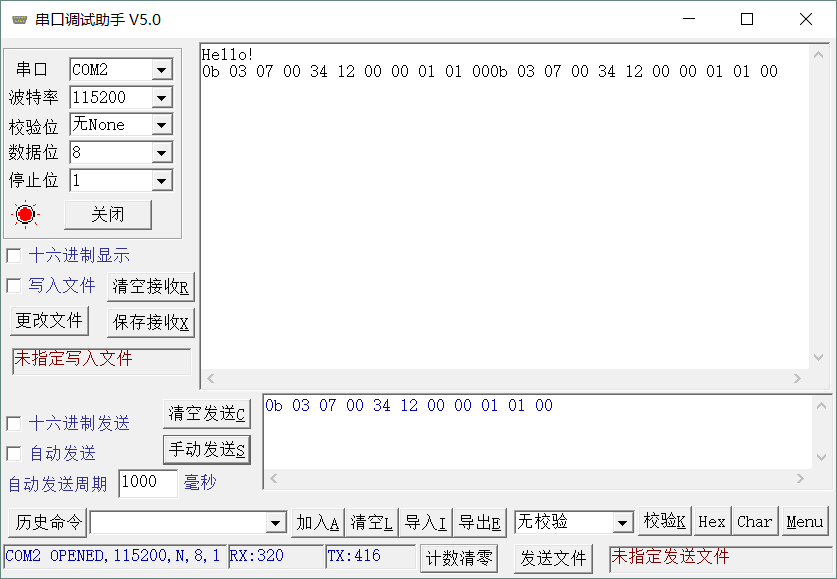 串口调试助手 V5.0
串口 COM2
波特率 115200
校验位 无None
数据位 8
停止位 1
关闭
十六进制显示
写入文件 清空接收R
更改文件 保存接收X
未指定写入文件
Hello!
0b 03 07 00 34 12 00 00 01 01 000b 03 07 00 34 12 00 00 01 01 00
十六进制发送 清空发送C
自动发送 手动发送S
自动发送周期 1000 毫秒
0b 03 07 00 34 12 00 00 01 01 00
历史命令 加入A 清空L 导入I 导出E 无校验 校验K Hex Char Menu
COM2 OPENED,115200,N,8,1 RX:320 TX:416 计数清零 发送文件 未指定发送文件